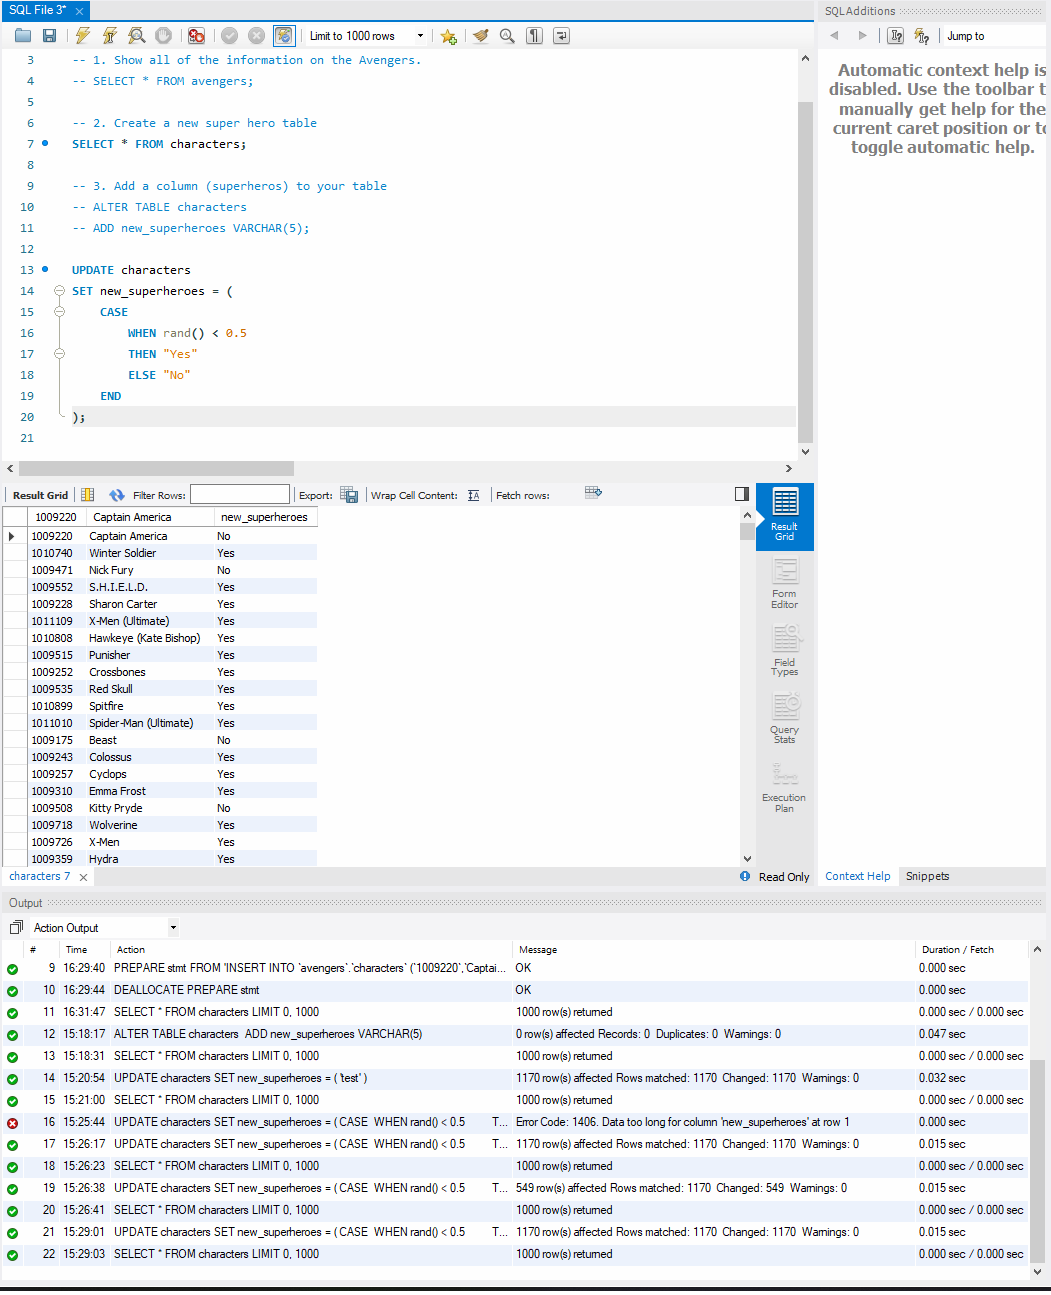 SQL File 3*
SQLAdditions
Limit to 1000 rows
Jump to
3 -- 1. Show all of the information on the Avengers.
4 -- SELECT * FROM avengers;
5
6 -- 2. Create a new super hero table
7 SELECT * FROM characters;
8
9 -- 3. Add a column (superheros) to your table
10 -- ALTER TABLE characters
11 -- ADD new_superheroes VARCHAR(5);
12
13 UPDATE characters
14 SET new_superheroes = (
15 CASE
16 WHEN rand() < 0.5
17 THEN "Yes"
18 ELSE "No"
19 END
20 );
21
Automatic context help is
disabled. Use the toolbar t
manually get help for the
current caret position or to
toggle automatic help.
Result Grid Filter Rows: Export: Wrap Cell Content: Fetch rows:
1009220 Captain America new_superheroes
1009220 Captain America No
1010740 Winter Soldier Yes
1009471 Nick Fury No
1009552 S.H.I.E.L.D. Yes
1009228 Sharon Carter Yes
1011109 X-Men (Ultimate) Yes
1010808 Hawkeye (Kate Bishop) Yes
1009515 Punisher Yes
1009252 Crossbones Yes
1009535 Red Skull Yes
1010899 Spitfire Yes
1011010 Spider-Man (Ultimate) Yes
1009175 Beast No
1009243 Colossus Yes
1009257 Cyclops Yes
1009310 Emma Frost Yes
1009508 Kitty Pryde No
1009718 Wolverine Yes
1009726 X-Men Yes
1009359 Hydra Yes
Result
Grid
Form
Editor
Field
Types
Query
Stats
Execution
Plan
characters 7
Read Only
Context Help Snippets
Output
Action Output
# Time Action Message Duration / Fetch
9 16:29:40 PREPARE stmt FROM 'INSERT INTO `avengers`.`characters` (`1009220`,`Captai... OK 0.000 sec
10 16:29:44 DEALLOCATE PREPARE stmt OK 0.000 sec
11 16:31:47 SELECT * FROM characters LIMIT 0, 1000 1000 row(s) returned 0.000 sec / 0.000 sec
12 15:18:17 ALTER TABLE characters ADD new_superheroes VARCHAR(5) 0 row(s) affected Records: 0 Duplicates: 0 Warnings: 0 0.047 sec
13 15:18:31 SELECT * FROM characters LIMIT 0, 1000 1000 row(s) returned 0.000 sec / 0.000 sec
14 15:20:54 UPDATE characters SET new_superheroes = ( 'test' ) 1170 row(s) affected Rows matched: 1170 Changed: 1170 Warnings: 0 0.032 sec
15 15:21:00 SELECT * FROM characters LIMIT 0, 1000 1000 row(s) returned 0.000 sec / 0.000 sec
16 15:25:44 UPDATE characters SET new_superheroes = ( CASE WHEN rand() < 0.5 T... Error Code: 1406. Data too long for column 'new_superheroes' at row 1 0.000 sec
17 15:26:17 UPDATE characters SET new_superheroes = ( CASE WHEN rand() < 0.5 T... 1170 row(s) affected Rows matched: 1170 Changed: 1170 Warnings: 0 0.015 sec
18 15:26:23 SELECT * FROM characters LIMIT 0, 1000 1000 row(s) returned 0.000 sec / 0.000 sec
19 15:26:38 UPDATE characters SET new_superheroes = ( CASE WHEN rand() < 0.5 T... 549 row(s) affected Rows matched: 1170 Changed: 549 Warnings: 0 0.015 sec
20 15:26:41 SELECT * FROM characters LIMIT 0, 1000 1000 row(s) returned 0.000 sec / 0.000 sec
21 15:29:01 UPDATE characters SET new_superheroes = ( CASE WHEN rand() < 0.5 T... 1170 row(s) affected Rows matched: 1170 Changed: 1170 Warnings: 0 0.015 sec
22 15:29:03 SELECT * FROM characters LIMIT 0, 1000 1000 row(s) returned 0.000 sec / 0.000 sec